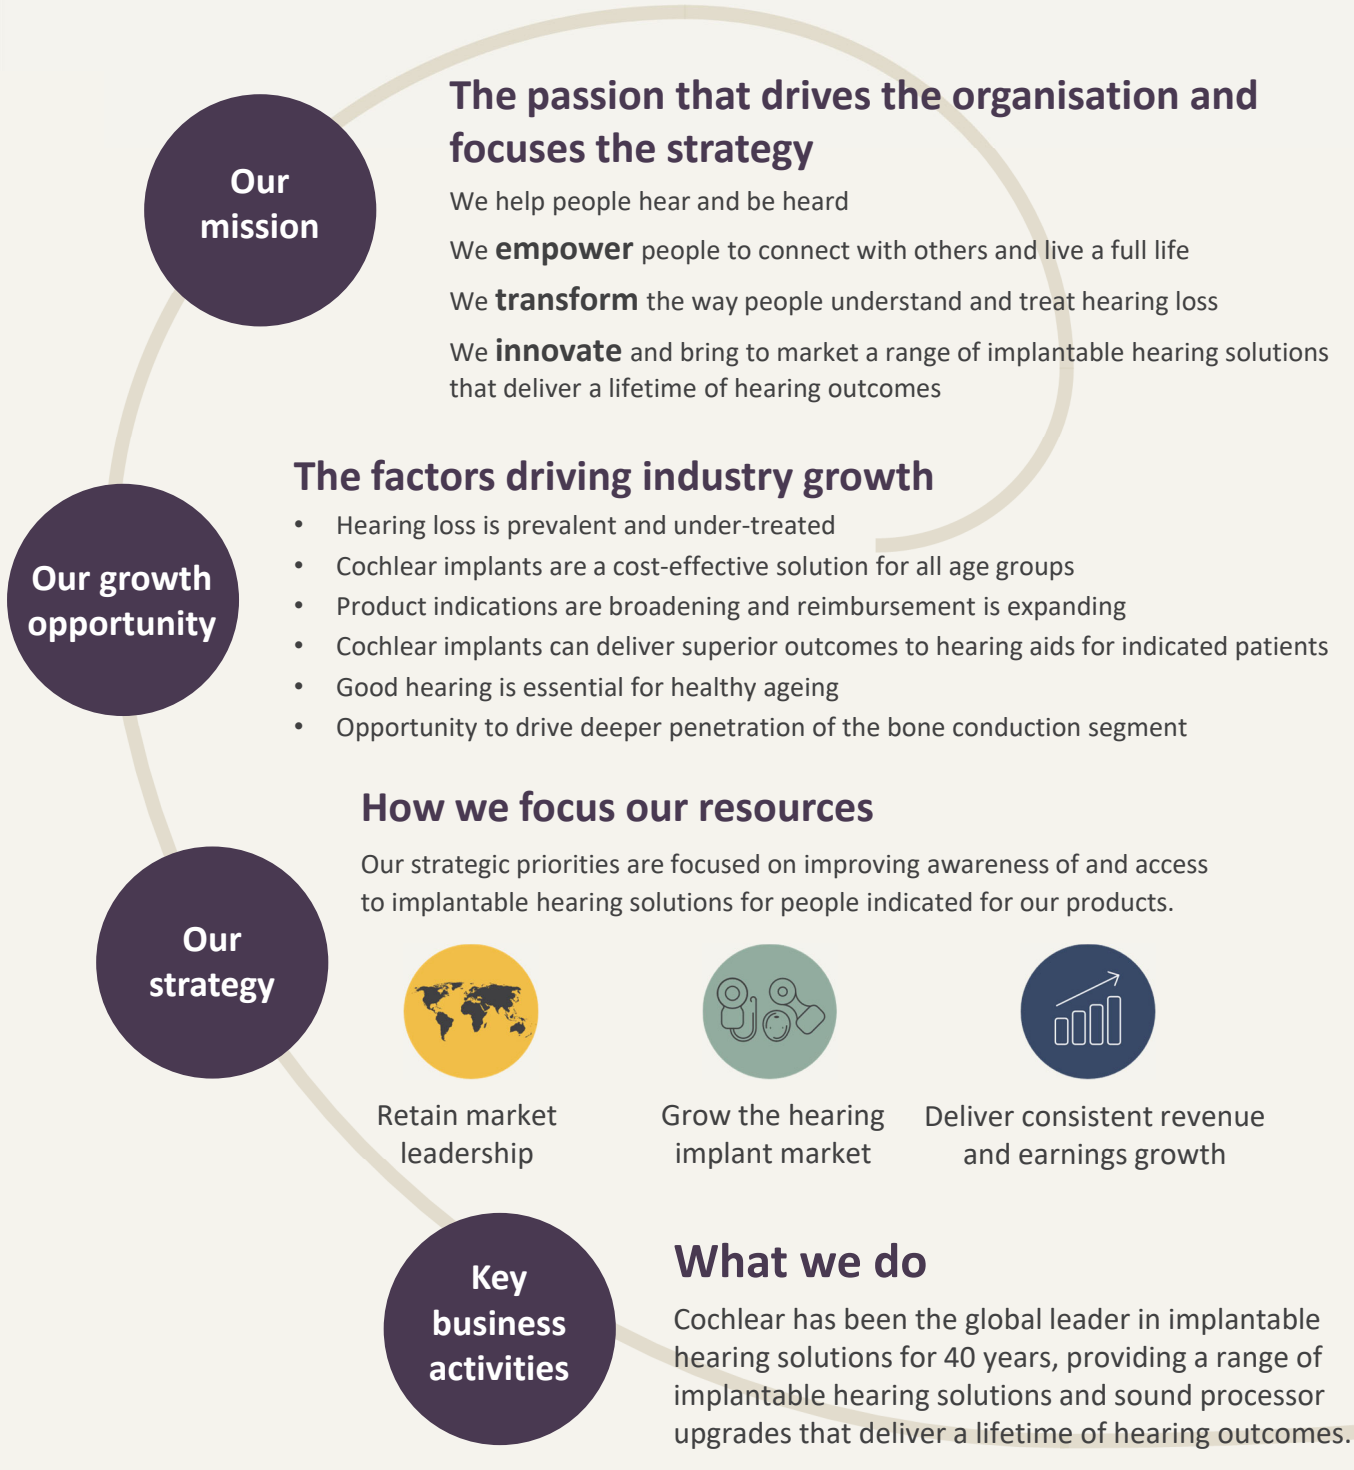 Our
mission
The passion that drives the organisation and
focuses the strategy
We help people hear and be heard
We empower people to connect with others and live a full life
We transform the way people understand and treat hearing loss
We innovate and bring to market a range of implantable hearing solutions
that deliver a lifetime of hearing outcomes
Our growth
opportunity
The factors driving industry growth
• Hearing loss is prevalent and under-treated
• Cochlear implants are a cost-effective solution for all age groups
• Product indications are broadening and reimbursement is expanding
• Cochlear implants can deliver superior outcomes to hearing aids for indicated patients
• Good hearing is essential for healthy ageing
• Opportunity to drive deeper penetration of the bone conduction segment
Our
strategy
How we focus our resources
Our strategic priorities are focused on improving awareness of and access
to implantable hearing solutions for people indicated for our products.
Retain market
leadership
Grow the hearing
implant market
Deliver consistent revenue
and earnings growth
Key
business
activities
What we do
Cochlear has been the global leader in implantable
hearing solutions for 40 years, providing a range of
implantable hearing solutions and sound processor
upgrades that deliver a lifetime of hearing outcomes.